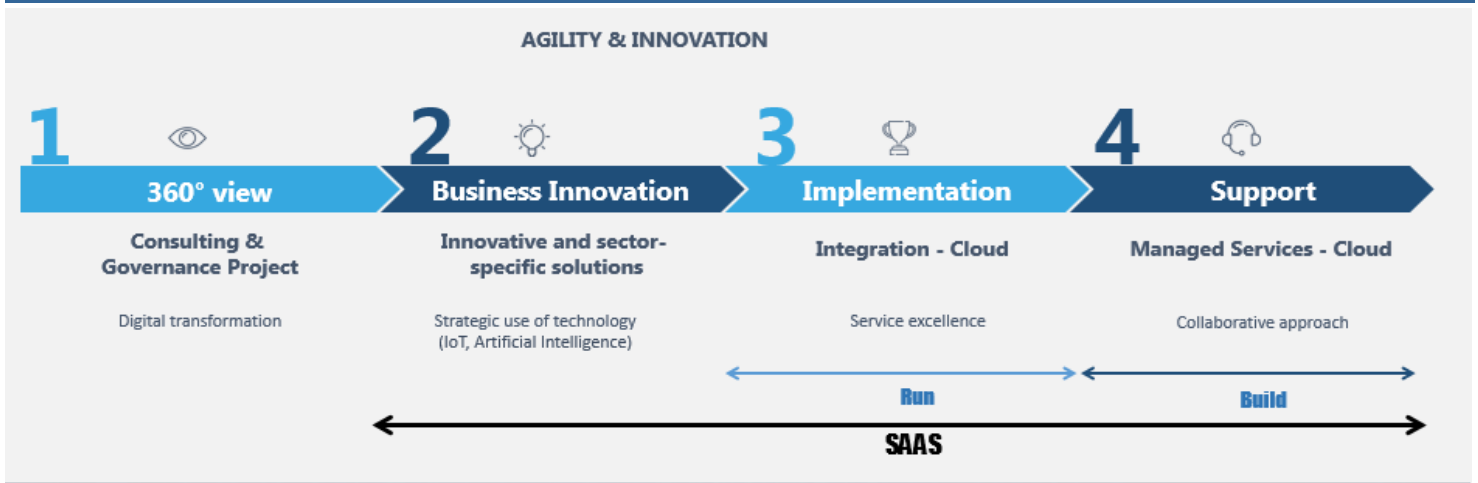 AGILITY & INNOVATION
1
2
3
4
360° view
Business Innovation
Implementation
Support
Consulting &
Governance Project
Innovative and sector-
specific solutions
Integration - Cloud
Managed Services - Cloud
Digital transformation
Strategic use of technology
(IoT, Artificial Intelligence)
Service excellence
Collaborative approach
Run
Build
SAAS